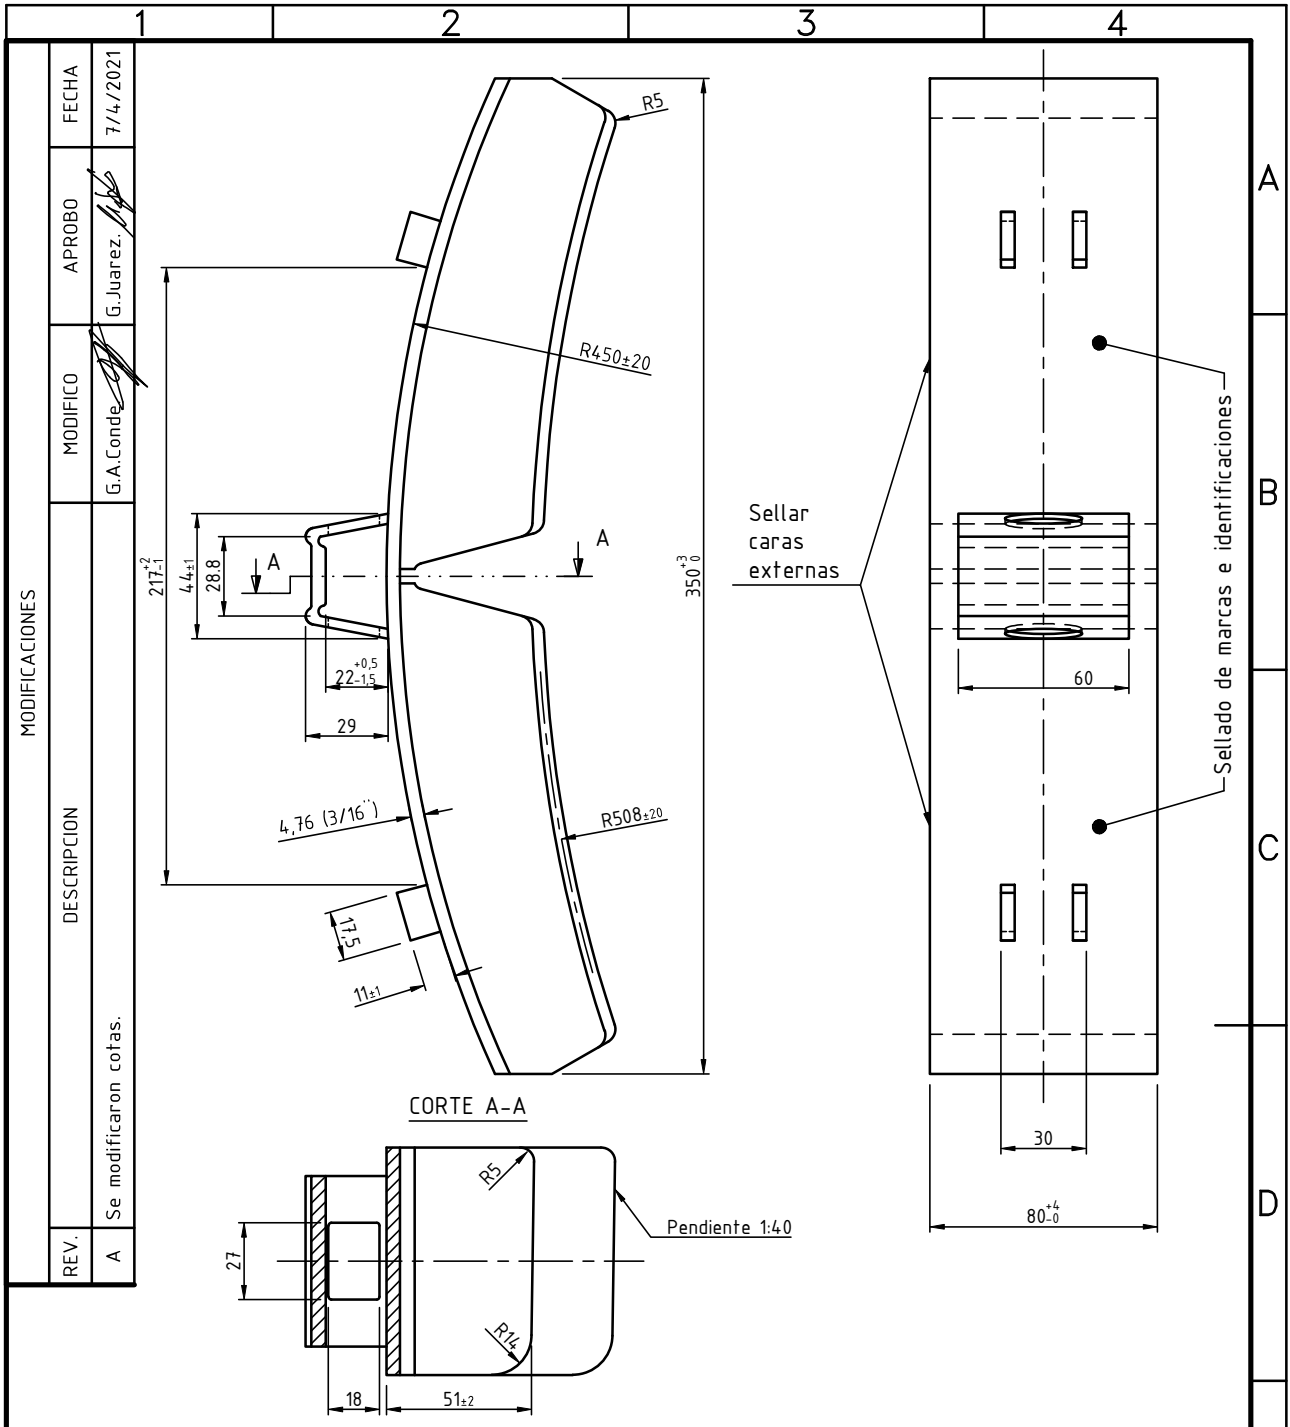 1
2
3
4
A
B
C
D
MODIFICACIONES
FECHA
7/4/2021
APROBO
G.Juarez.
MODIFICO
G.A.Conde
DESCRIPCION
Se modificaron cotas.
REV.
A
R5
R450±20
217 +2 -1
44±1
28.8
A
A
22 +0,5 -1,5
29
350 +3 0
4,76 (3/16")
R508±20
17,5
11±1
Sellar
caras
externas
Sellado de marcas e identificaciones
60
30
80 +4 -0
CORTE A-A
R5
Pendiente 1:40
27
R14
18
51±2